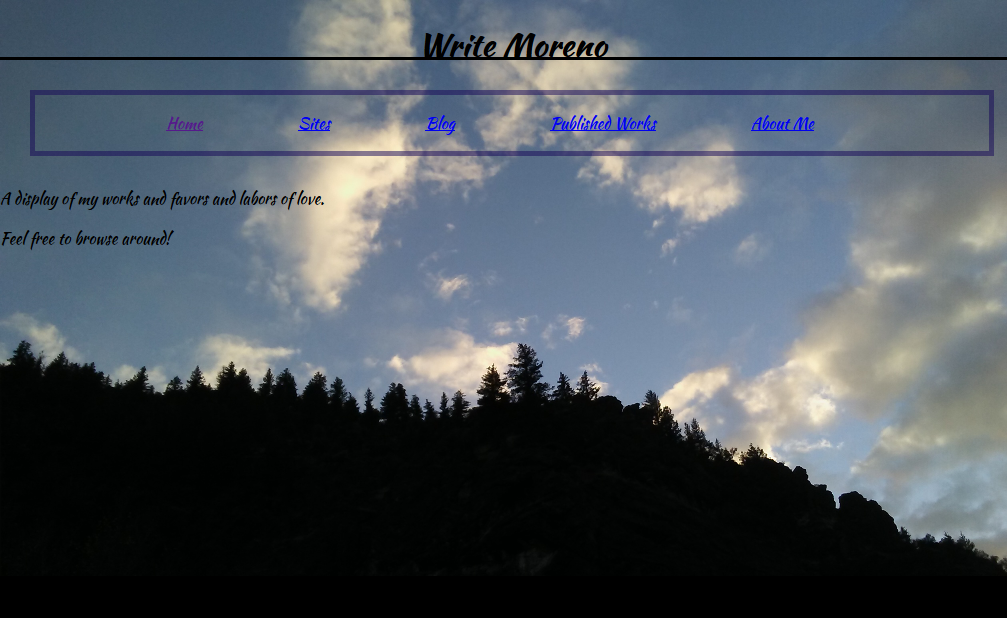 Write Moreno
Home Sites Blog Published Works About Me
A display of my works and favors and labors of love.
Feel free to browse around!